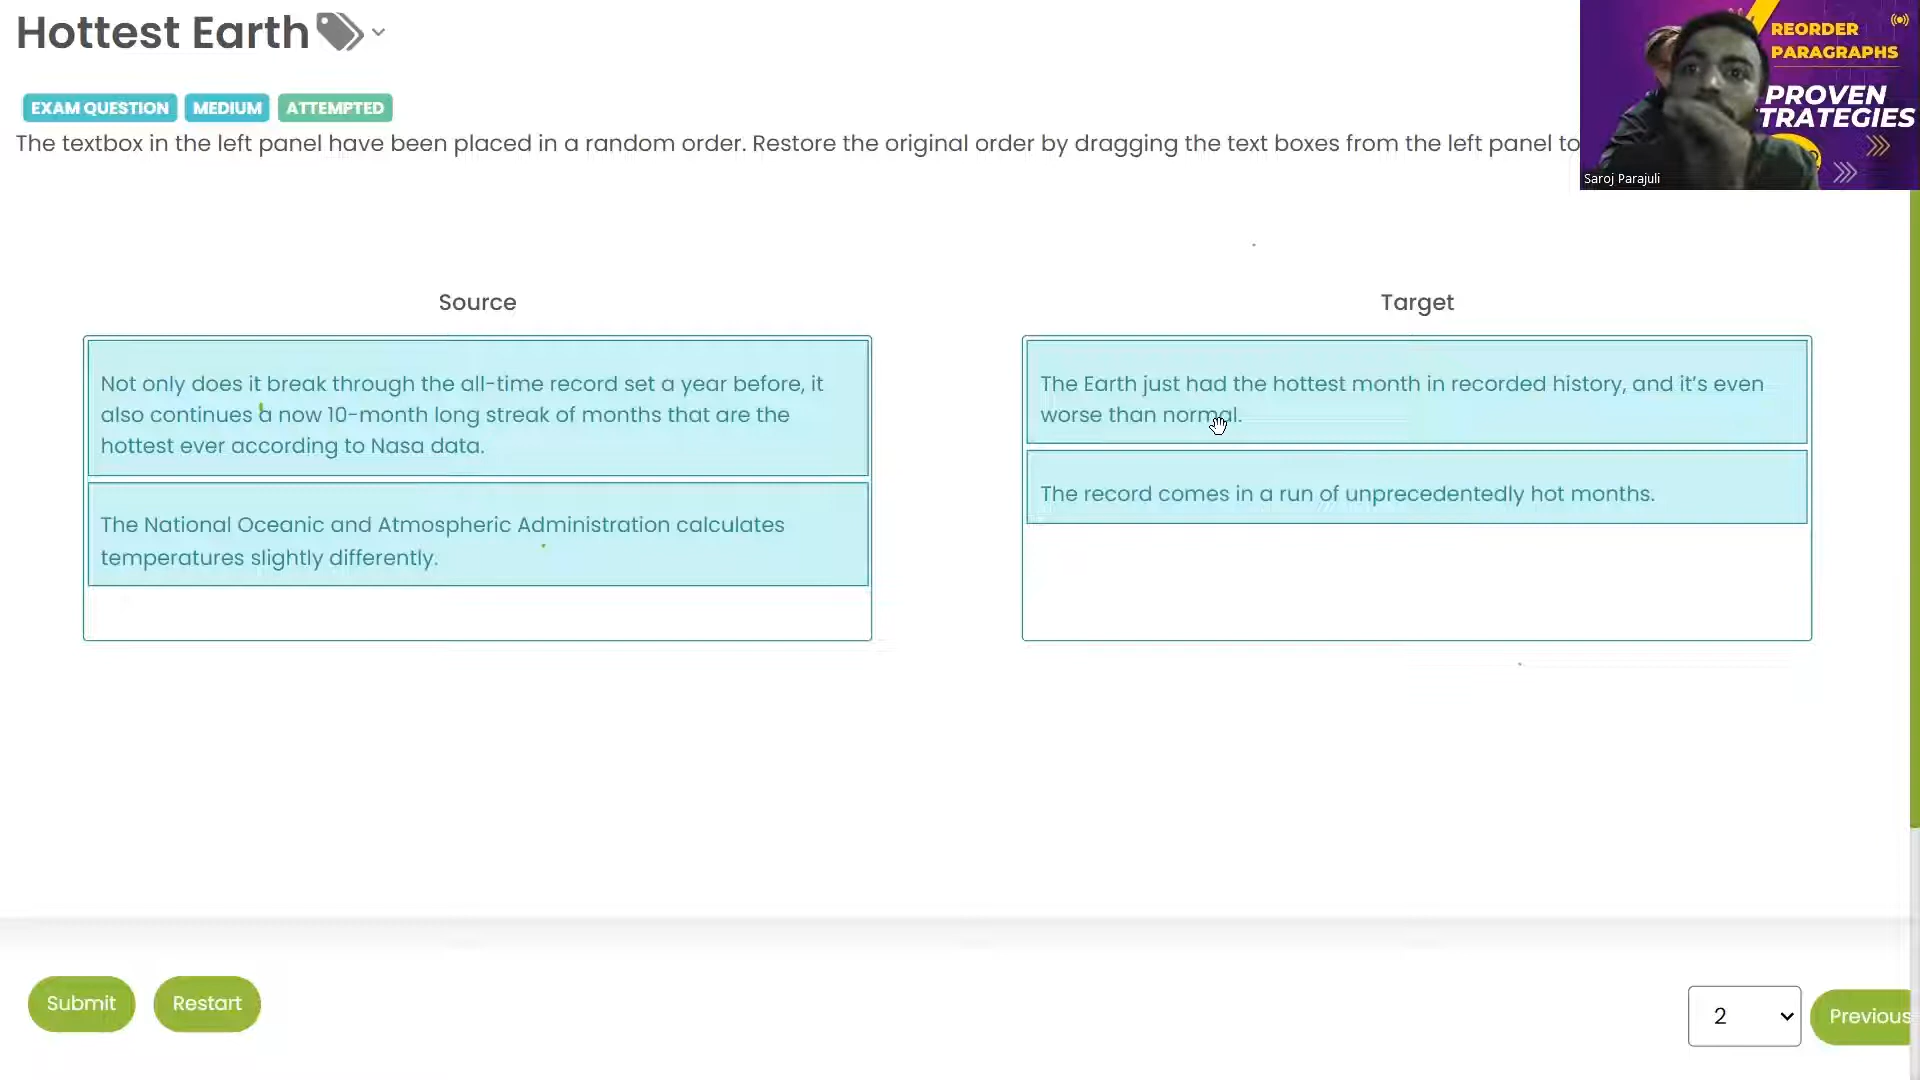 Hottest Earth
EXAM QUESTION MEDIUM ATTEMPTED
The textbox in the left panel have been placed in a random order. Restore the original order by dragging the text boxes from the left panel to
REORDER
PARAGRAPHS
PROVEN
TRATEGIES
Saroj Parajuli
Source
Not only does it break through the all-time record set a year before, it
also continues a now 10-month long streak of months that are the
hottest ever according to Nasa data.
The National Oceanic and Atmospheric Administration calculates
temperatures slightly differently.
Target
The Earth just had the hottest month in recorded history, and it's even
worse than normal.
The record comes in a run of unprecedentedly hot months.
Submit Restart
2 Previous